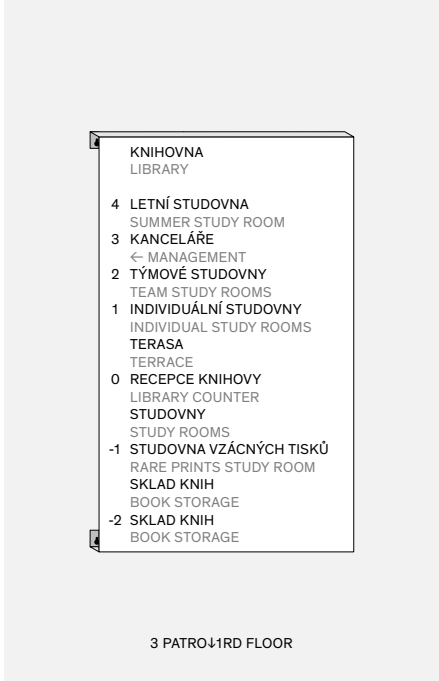 KNIHOVNA
LIBRARY
4 LETNÍ STUDOVNA
SUMMER STUDY ROOM
3 KANCELÁŘE
← MANAGEMENT
2 TÝMOVÉ STUDOVNY
TEAM STUDY ROOMS
1 INDIVIDUÁLNÍ STUDOVNY
INDIVIDUAL STUDY ROOMS
TERASA
TERRACE
0 RECEPCE KNIHOVY
LIBRARY COUNTER
STUDOVNY
STUDY ROOMS
-1 STUDOVNA VZÁCNÝCH TISKŮ
RARE PRINTS STUDY ROOM
SKLAD KNIH
BOOK STORAGE
-2 SKLAD KNIH
BOOK STORAGE
3 PATRO↓1RD FLOOR